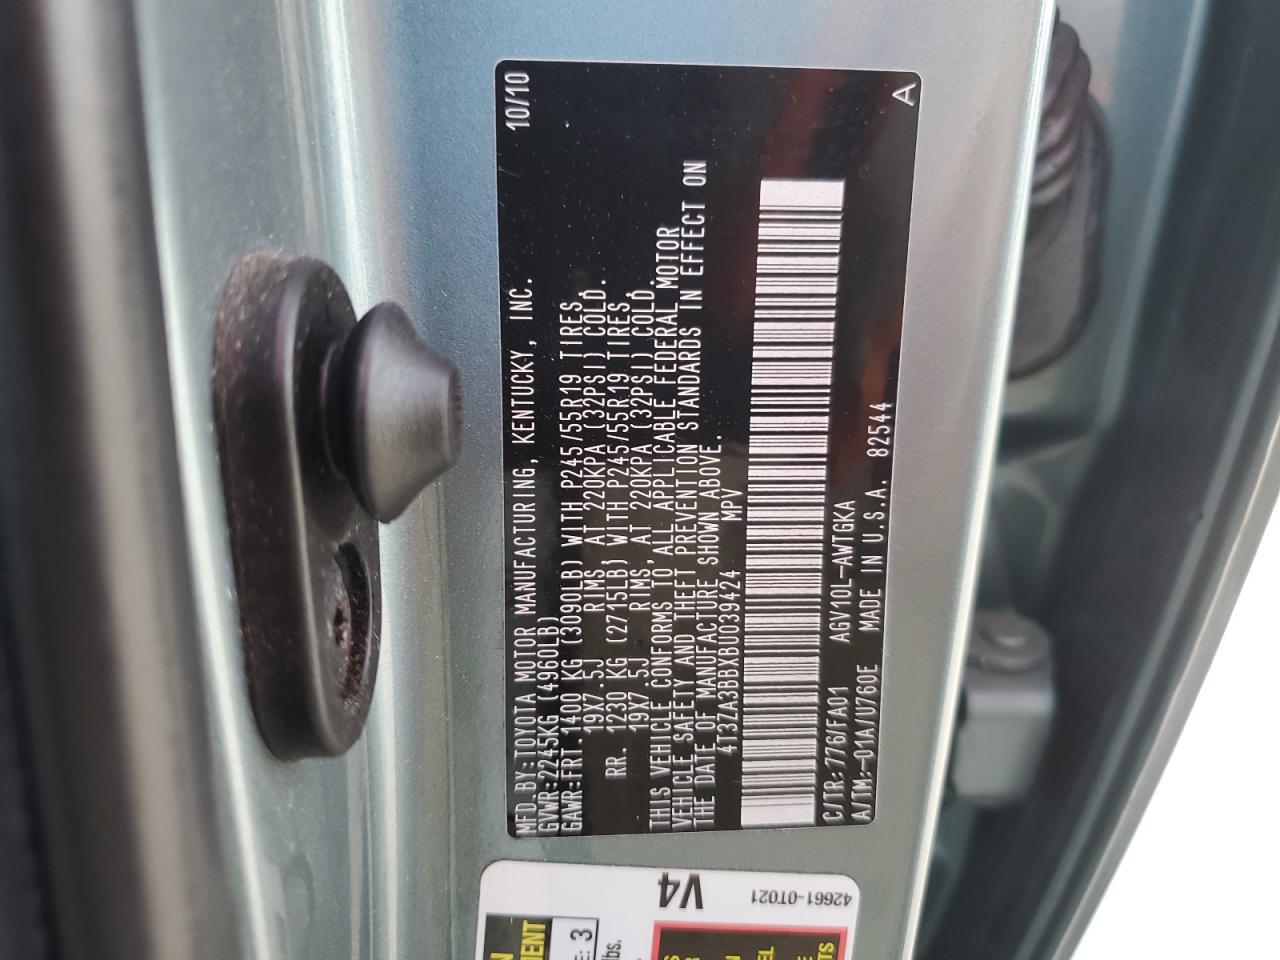 10/10
MFD.BY:TOYOTA MOTOR MANUFACTURING, KENTUCKY, INC.
GVWR:2245KG (4960LB)
GAWR:FRT.1400 KG (3090LB) WITH P245/55R19 TIRES,
19X7.5J RIMS, AT 220KPA (32PSI) COLD.
RR. 1230 KG (2715LB) WITH P245/55R19 TIRES,
19X7.5J RIMS, AT 220KPA (32PSI) COLD.
THIS VEHICLE CONFORMS TO ALL APPLICABLE FEDERAL MOTOR
VEHICLE SAFETY AND THEFT PREVENTION STANDARDS IN EFFECT ON
THE DATE OF MANUFACTURE SHOWN ABOVE.
4T3ZA3BBXBU039424 MPV
C/TR:776/FA01 AGV10L-AWTGKA
A/TM:-01A/U760E MADE IN U.S.A. 82544
A
V4
42661-0T021
E: 3
lbs.